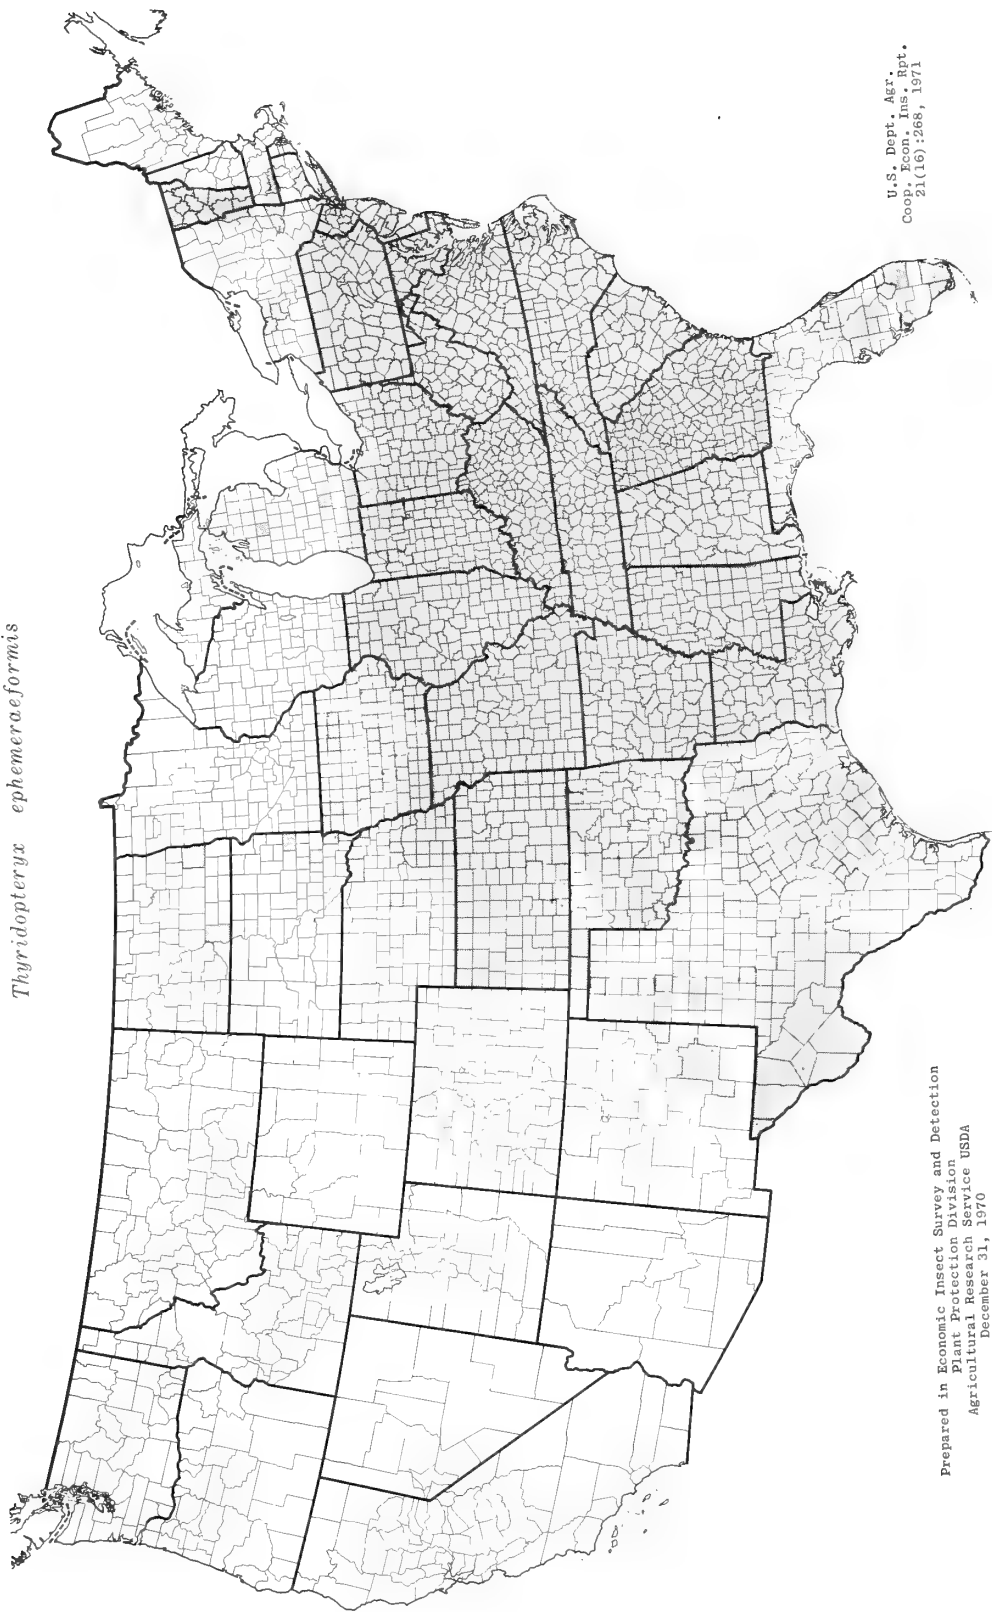 Thyridopteryx ephemeraeformis
U.S. Dept. Agr.
Coop. Econ. Ins. Rpt.
21(16):268, 1971
Prepared in Economic Insect Survey and Detection
Plant Protection Division
Agricultural Research Service USDA
December 31, 1970